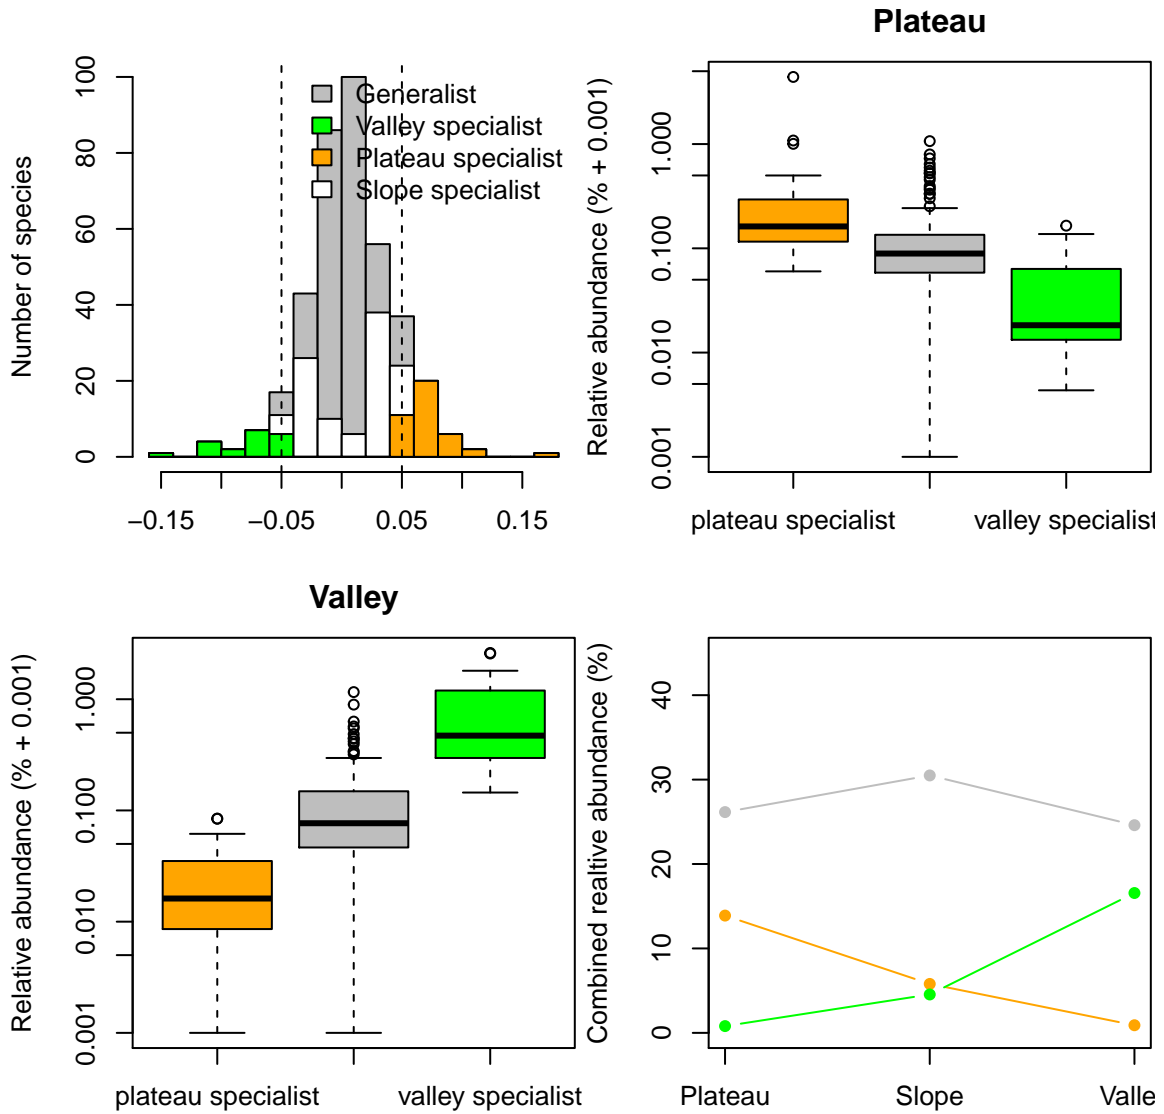 Number of species
100
80
60
40
20
0
Generalist
Valley specialist
Plateau specialist
Slope specialist
−0.15
−0.05
0.05
0.15
Plateau
Relative abundance (% + 0.001)
1.000
0.100
0.010
0.001
plateau specialist
valley specialist
Valley
Relative abundance (% + 0.001)
1.000
0.100
0.010
0.001
plateau specialist
valley specialist
Combined realtive abundance (%)
40
30
20
10
0
Plateau
Slope
Valle